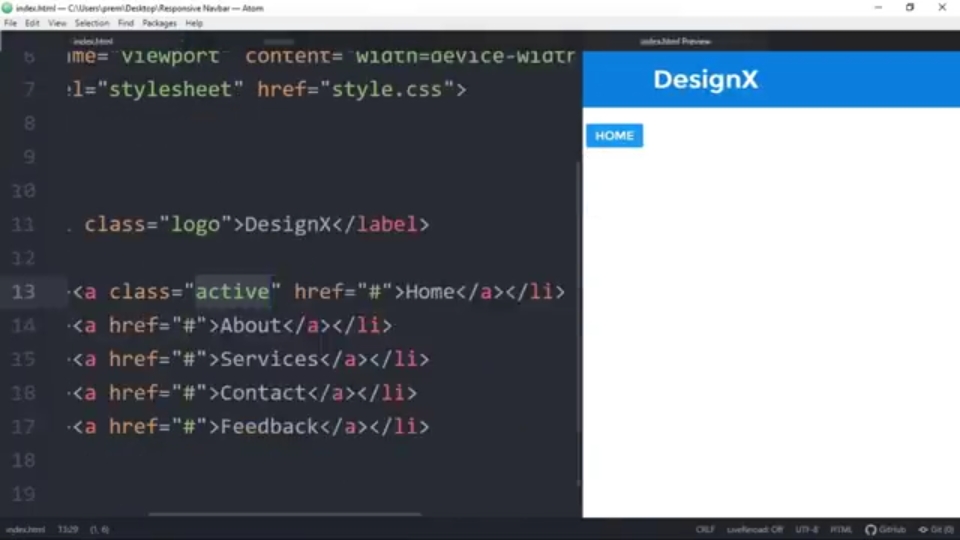 index.html — C:\Users\prem\Desktop\Responsive Navbar — Atom
File Edit View Selection Find Packages Help
index.html
index.html Preview
6 me="viewport" content="width=device-width
7 l="stylesheet" href="style.css">
8
9
10
11 class="logo">DesignX</label>
12
13 <a class="active" href="#">Home</a></li>
14 <a href="#">About</a></li>
15 <a href="#">Services</a></li>
16 <a href="#">Contact</a></li>
17 <a href="#">Feedback</a></li>
18
19
DesignX
HOME
index.html 13:29 (1, 6)
CRLF LiveReload: Off UTF-8 HTML GitHub Git (0)